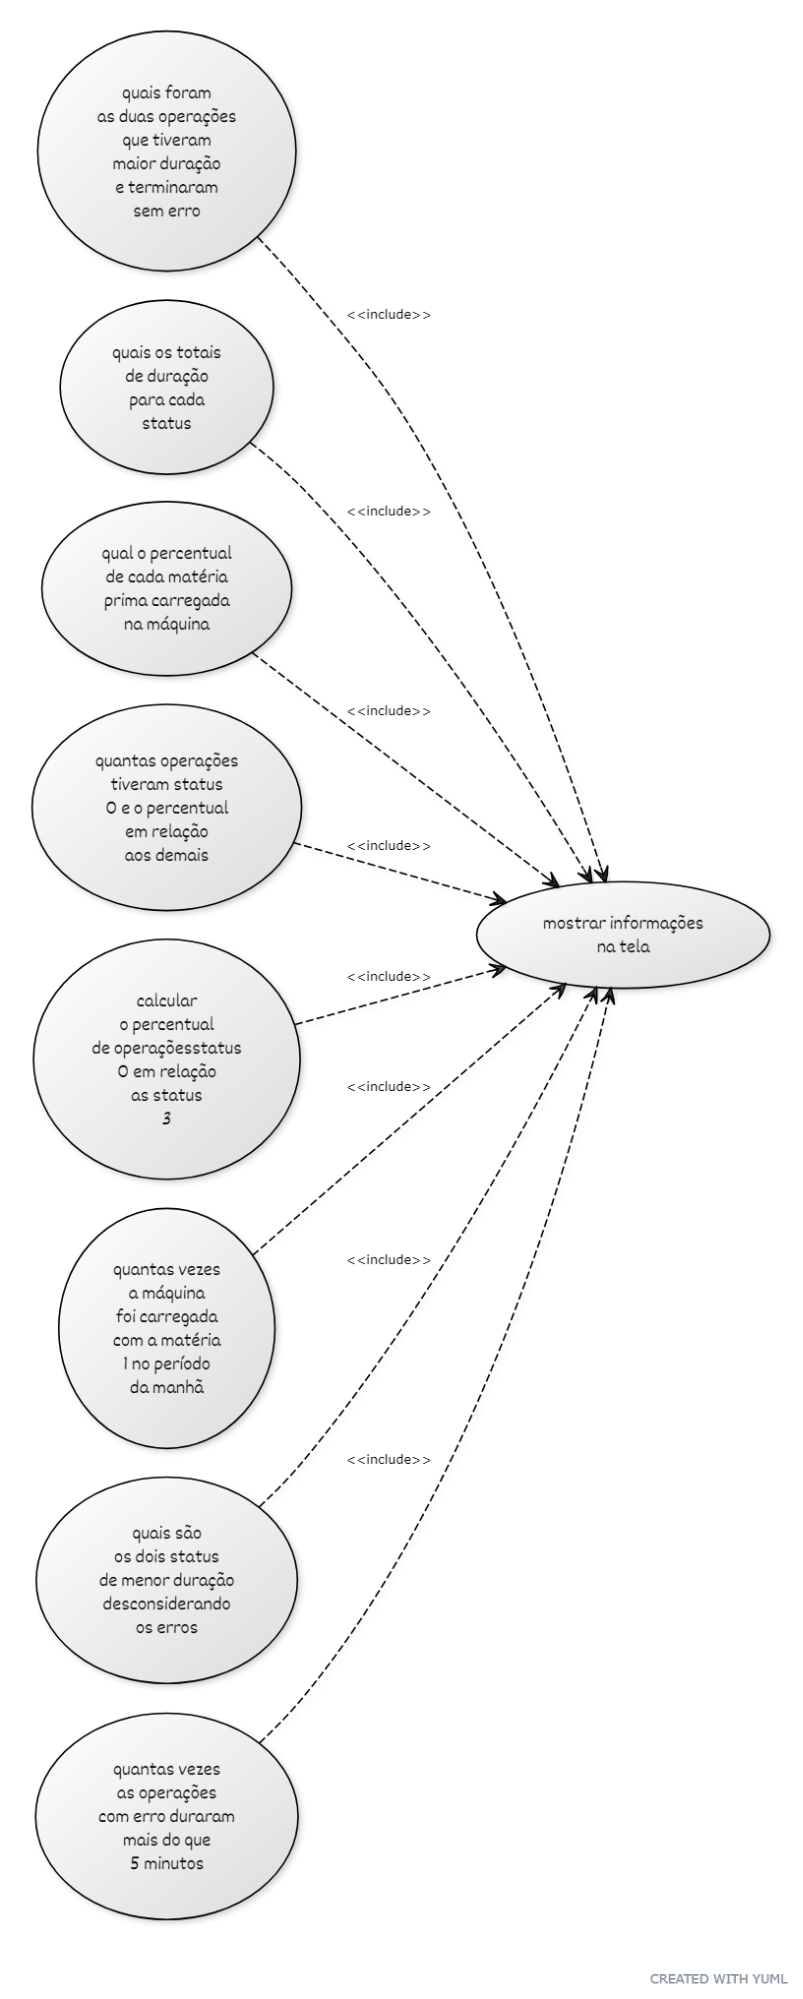 quais foram
as duas operações
que tiveram
maior duração
e terminaram
sem erro
<<include>>
quais os totais
de duração
para cada
status
<<include>>
qual o percentual
de cada matéria
prima carregada
na máquina
<<include>>
quantas operações
tiveram status
0 e o percentual
em relação
aos demais
<<include>>
mostrar informações
na tela
calcular
o percentual
de operaçõesstatus
0 em relação
as status
3
<<include>>
<<include>>
quantas vezes
a máquina
foi carregada
com a matéria
1 no período
da manhã
<<include>>
<<include>>
quais são
os dois status
de menor duração
desconsiderando
os erros
quantas vezes
as operações
com erro duraram
mais do que
5 minutos
CREATED WITH YUML